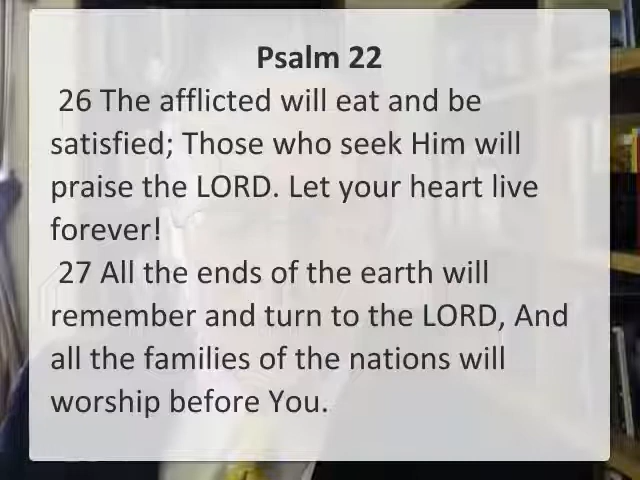 Psalm 22
26 The afflicted will eat and be
satisfied; Those who seek Him will
praise the LORD. Let your heart live
forever!
27 All the ends of the earth will
remember and turn to the LORD, And
all the families of the nations will
worship before You.